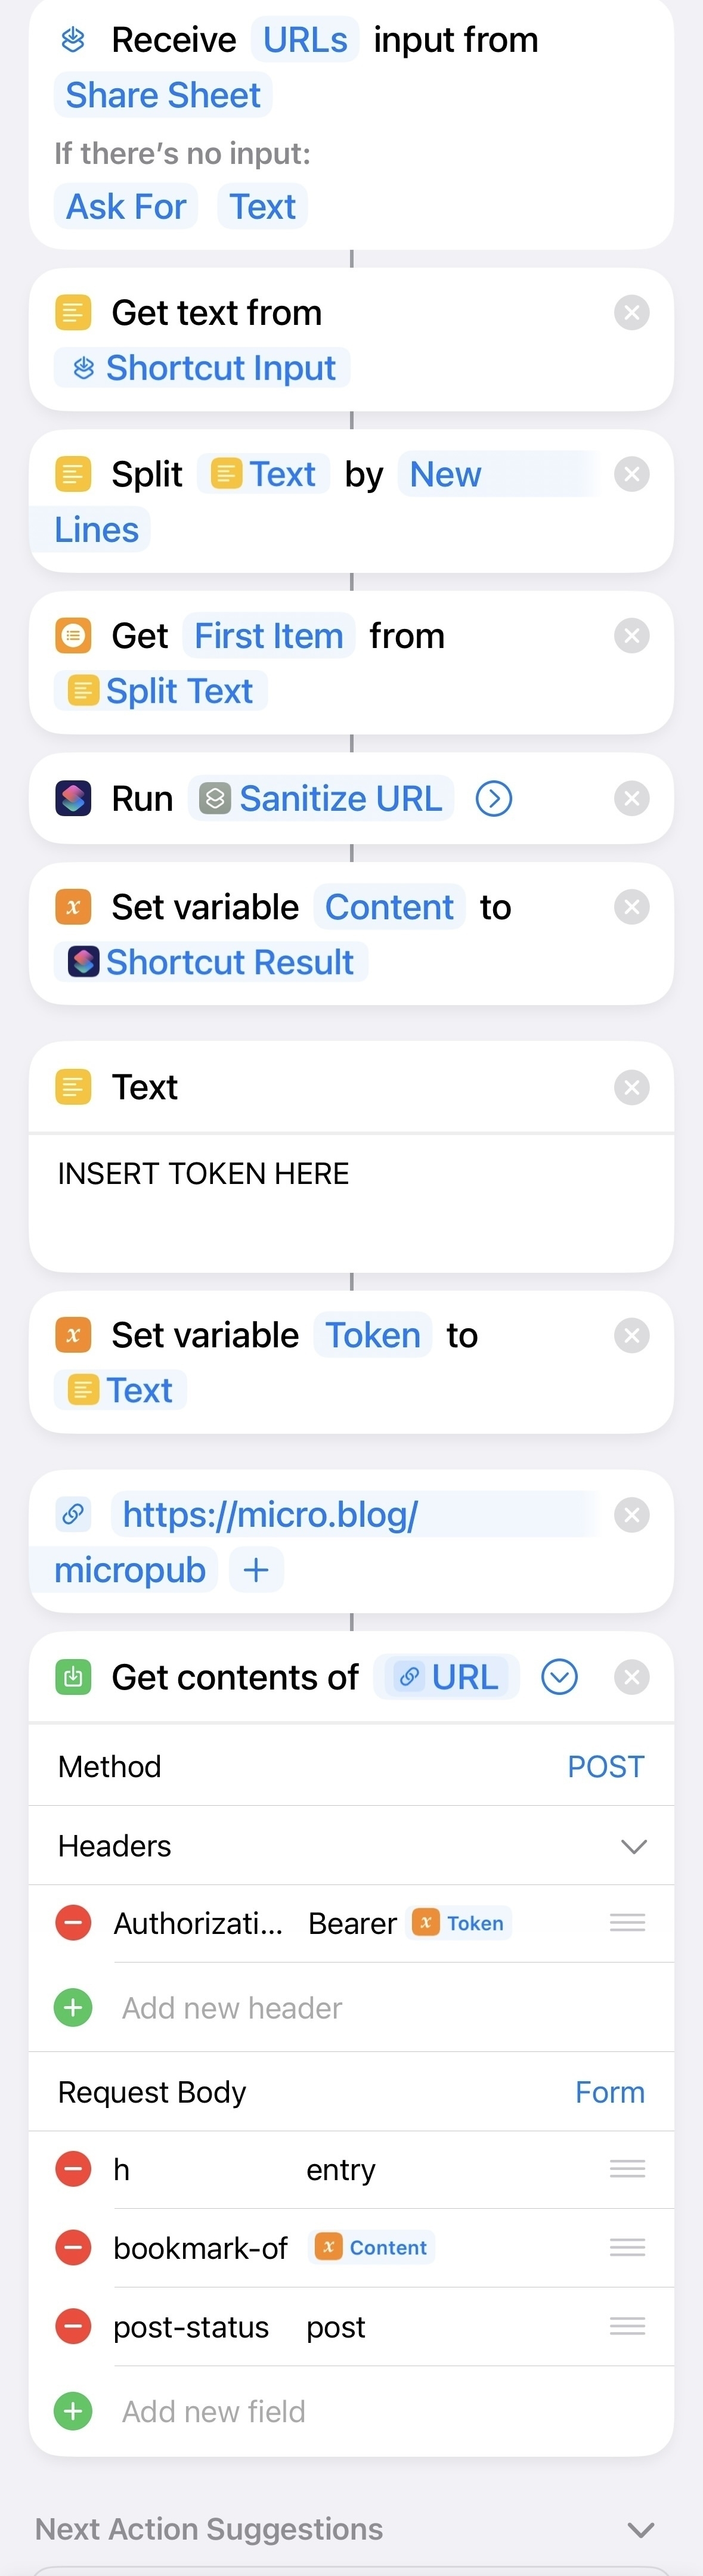 Receive URLs input from
Share Sheet
If there’s no input:
Ask For Text
Get text from
Shortcut Input
Split Text by New
Lines
Get First Item from
Split Text
Run Sanitize URL
Set variable Content to
Shortcut Result
Text
INSERT TOKEN HERE
Set variable Token to
Text
https://micro.blog/
micropub +
Get contents of URL
Method POST
Headers
Authorizati... Bearer Token
Add new header
Request Body Form
h entry
bookmark-of Content
post-status post
Add new field
Next Action Suggestions